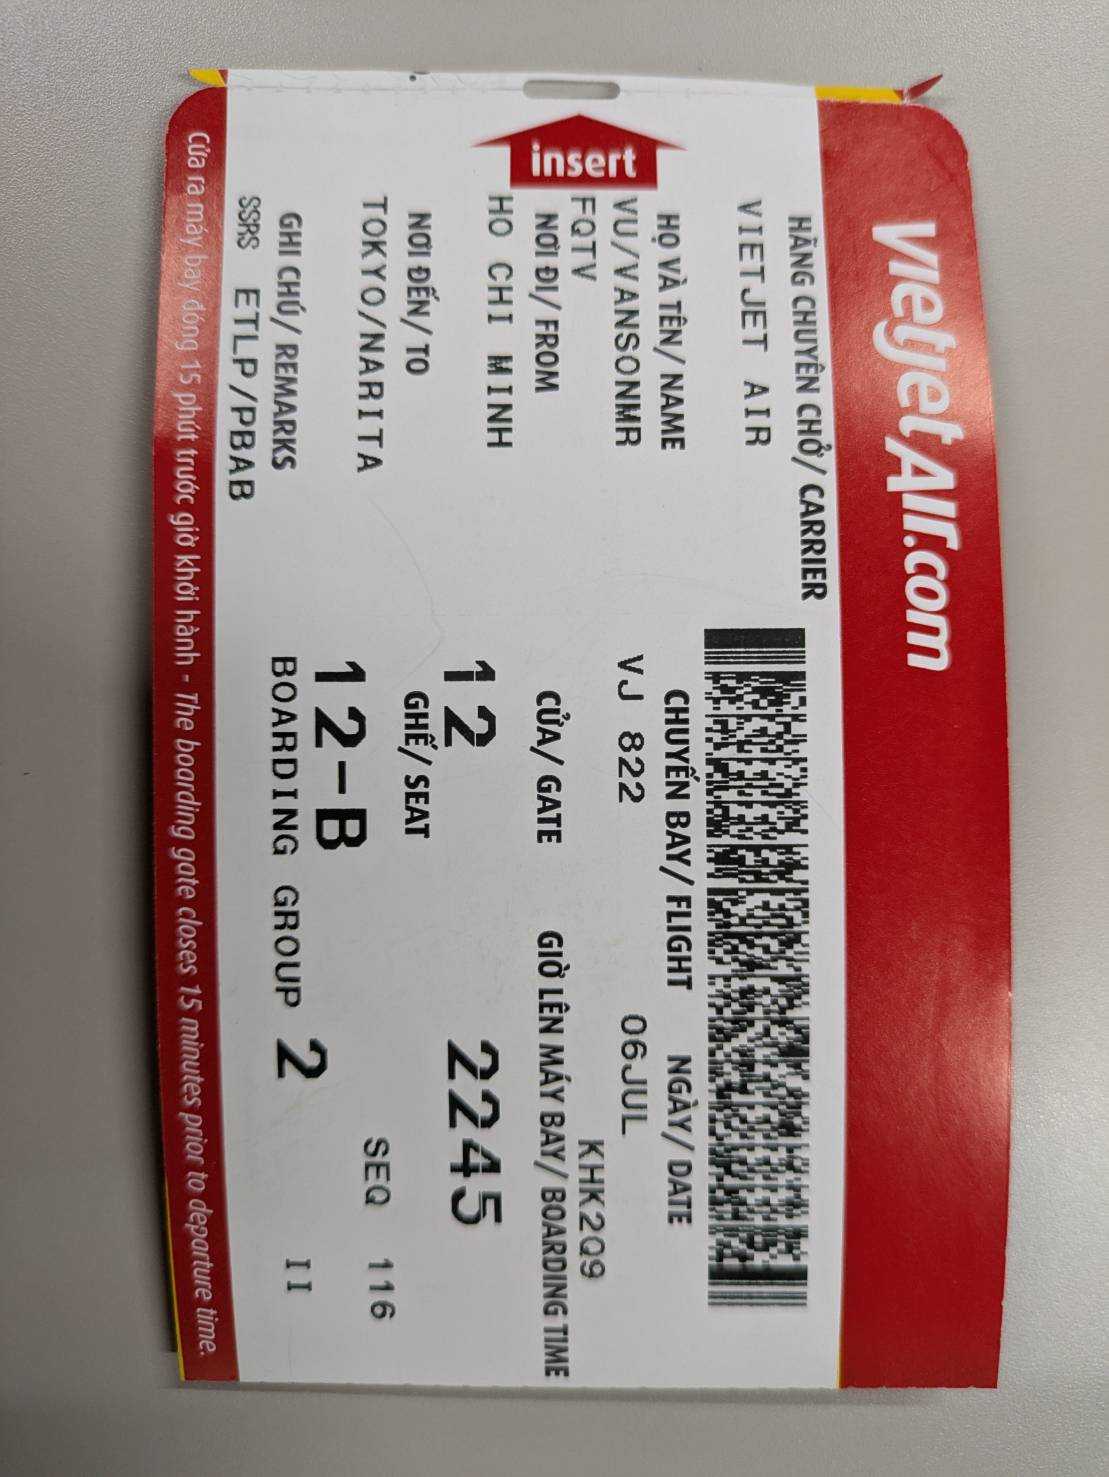 vietjetAir.com
HÃNG CHUYÊN CHỞ/ CARRIER
VIETJET AIR
HỌ VÀ TÊN/ NAME
CHUYẾN BAY/ FLIGHT
NGÀY/ DATE
VU/VANSONMR
VJ 822
06JUL
FQTV
KHK2Q9
insert
NƠI ĐI/ FROM
CỬA/ GATE
GIỜ LÊN MÁY BAY/ BOARDING TIME
HO CHI MINH
12
2245
NƠI ĐẾN/ TO
GHẾ/ SEAT
TOKYO/NARITA
12-B
SEQ 116
GHI CHÚ/ REMARKS
BOARDING GROUP 2
II
SSRS ETLP/PBAB
Cửa ra máy bay đóng 15 phút trước giờ khởi hành - The boarding gate closes 15 minutes prior to departure time.